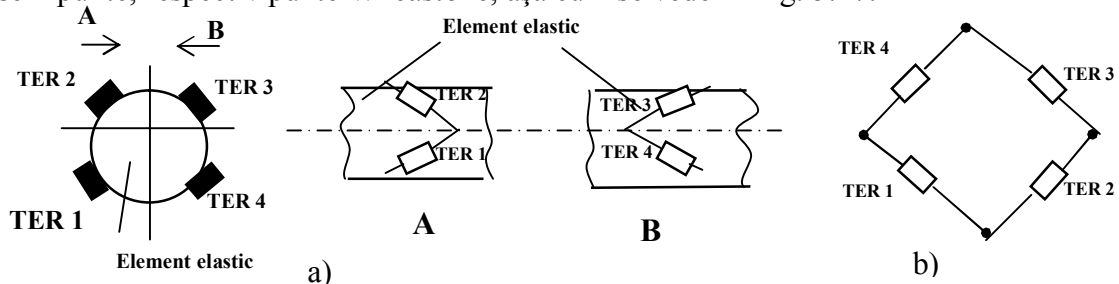 A
B
TER 2
TER 3
TER 1
TER 4
Element elastic
a)
Element elastic
TER 2
TER 1
A
TER 3
TER 4
B
TER 4
TER 3
TER 1
TER 2
b)